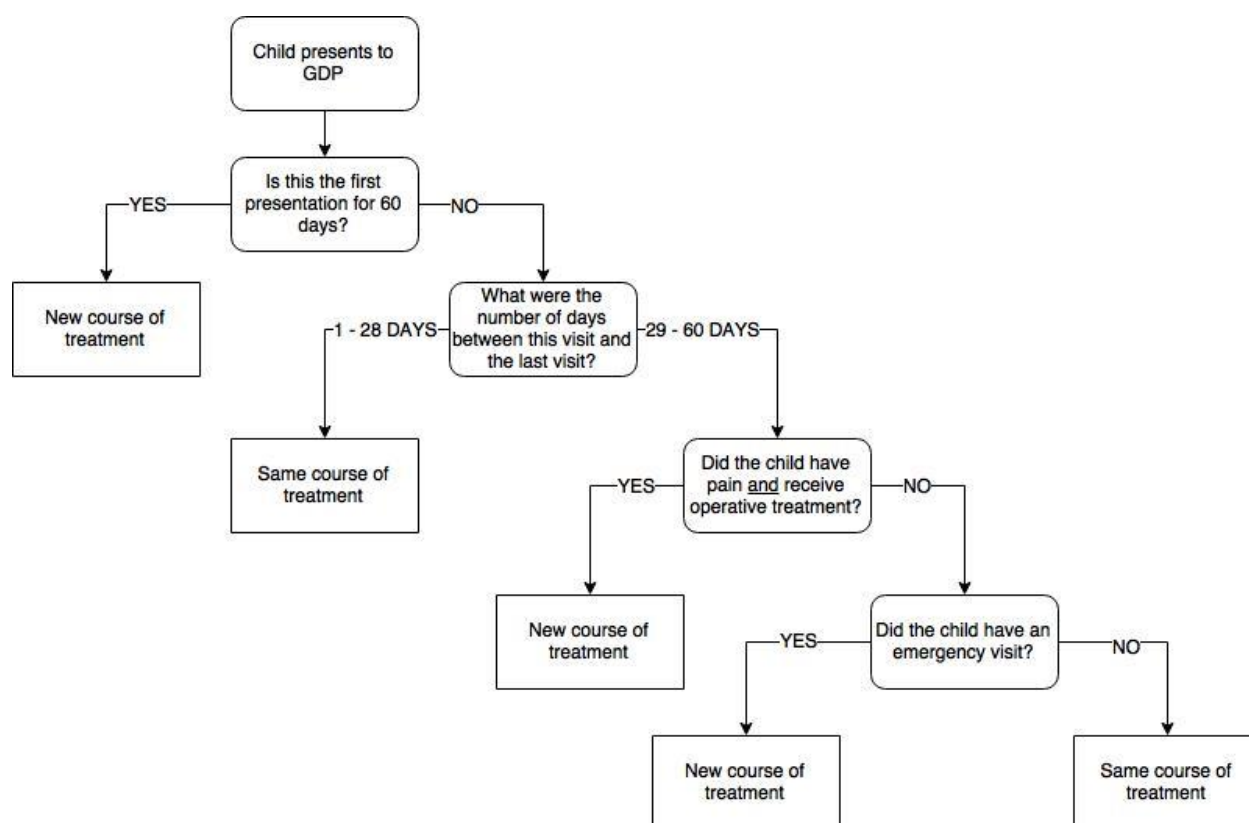 Child presents to
GDP
Is this the first
presentation for 60
days?
YES
NO
New course of
treatment
What were the
number of days
between this visit and
the last visit?
1 - 28 DAYS
29 - 60 DAYS
Same course of
treatment
Did the child have
pain and receive
operative treatment?
YES
NO
New course of
treatment
Did the child have an
emergency visit?
YES
NO
New course of
treatment
Same course of
treatment